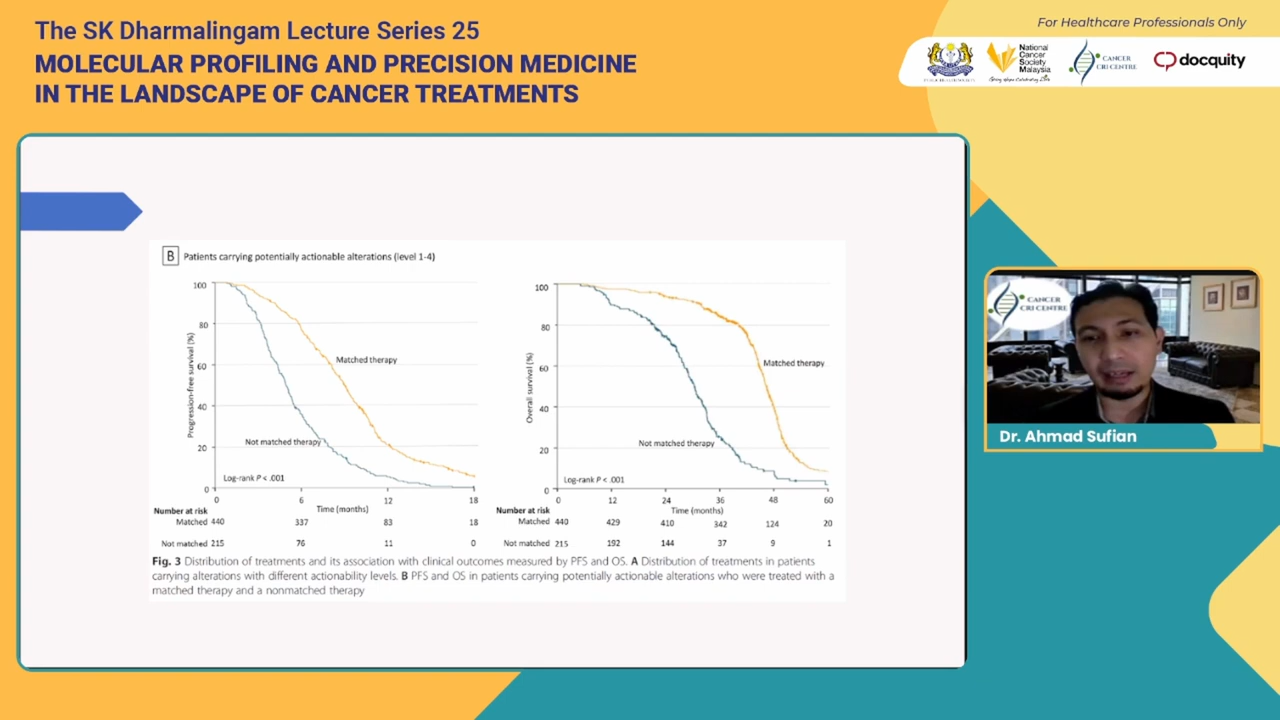 The SK Dharmalingam Lecture Series 25
MOLECULAR PROFILING AND PRECISION MEDICINE
IN THE LANDSCAPE OF CANCER TREATMENTS
For Healthcare Professionals Only
National
Cancer
Society
Malaysia
CANCER
CRI CENTRE
docquity
B Patients carrying potentially actionable alterations (level 1-4)
Progression-free survival (%)
100
80
60
40
20
0
Matched therapy
Not matched therapy
Log-rank P < .001
0 6 12 18
Time (months)
Number at risk
Matched 440 337 83 18
Not matched 215 76 11 0
Overall survival (%)
100
80
60
40
20
0
Matched therapy
Not matched therapy
Log-rank P < .001
0 12 24 36 48 60
Time (months)
Number at risk
Matched 440 429 410 342 124 20
Not matched 215 192 144 37 9 1
Fig. 3 Distribution of treatments and its association with clinical outcomes measured by PFS and OS. A Distribution of treatments in patients
carrying alterations with different actionability levels. B PFS and OS in patients carrying potentially actionable alterations who were treated with a
matched therapy and a nonmatched therapy
CANCER
CRI CENTRE
Dr. Ahmad Sufian